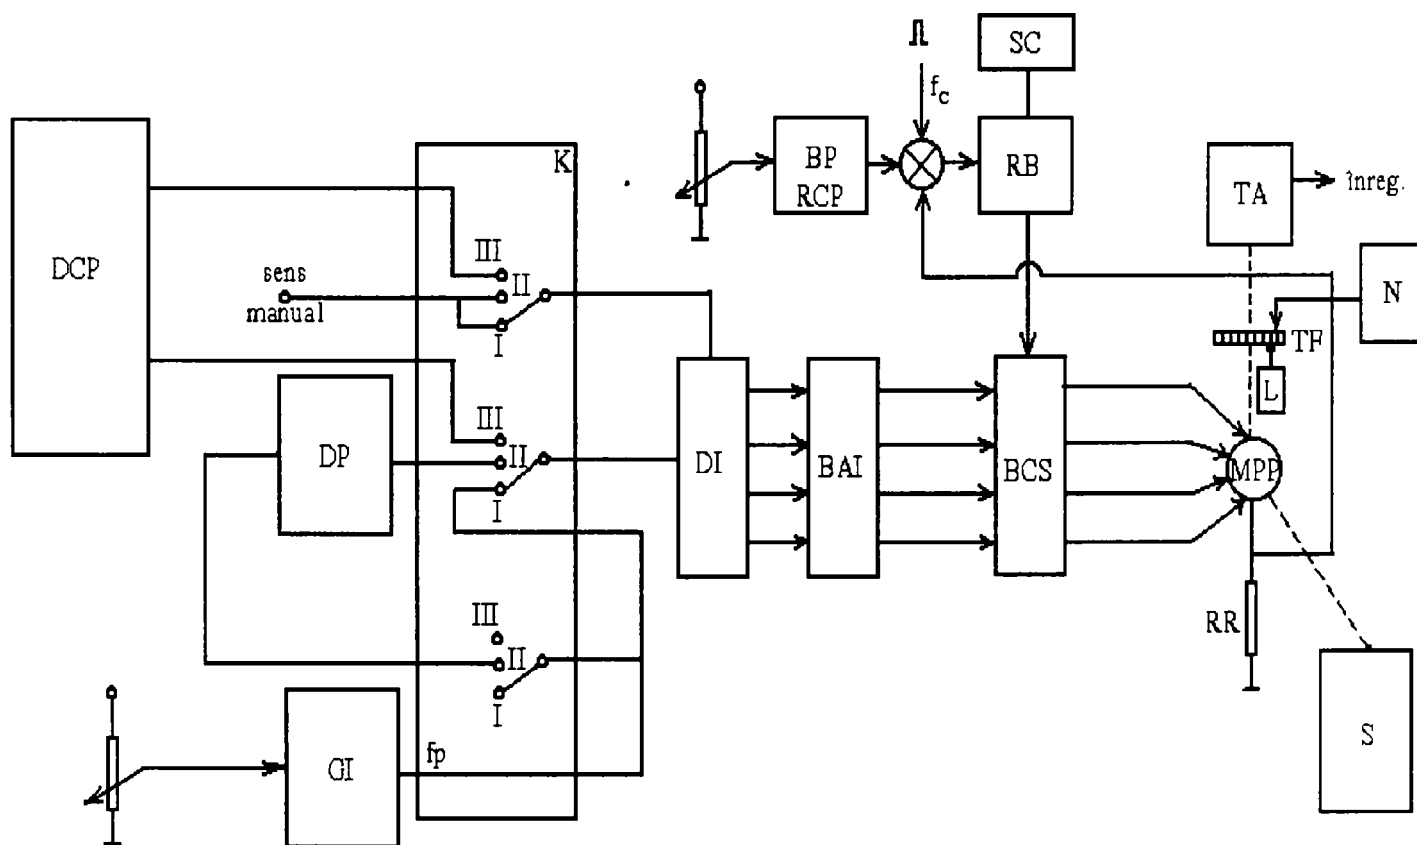 SC
f_c
BP
RCP
RB
TA
înreg.
K
DCP
III
sens
II
manual
I
N
TF
L
DP
III
II
I
DI
BAI
BCS
MPP
III
II
I
RR
fp
GI
S